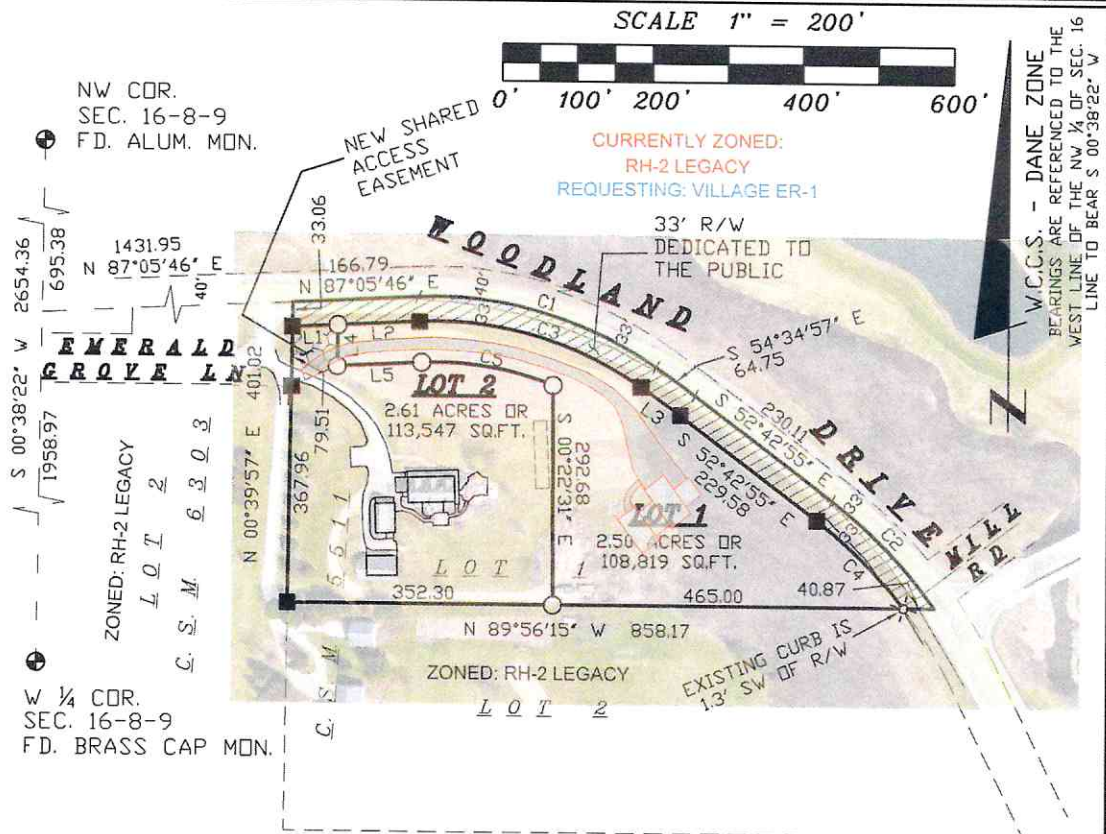 SCALE 1" = 200'
0' 100' 200' 400' 600'
NW COR.
SEC. 16-8-9
FD. ALUM. MON.
NEW SHARED
ACCESS
EASEMENT
CURRENTLY ZONED:
RH-2 LEGACY
REQUESTING: VILLAGE ER-1
33' R/W
DEDICATED TO
THE PUBLIC
W.C.C.S. - DANE ZONE
BEARINGS ARE REFERENCED TO THE
WEST LINE OF THE NW ¼ OF SEC. 16
LINE TO BEAR S 00°38'22" W
N
S 00°38'22" W 2654.36
695.38
1958.97
1431.95
N 87°05'46" E
40'
33.06
166.79
N 87°05'46" E
33'
40'
WOODLAND
DRIVE
C1
C3
33'
S 54°34'57" E
64.75
230.11
S 52°42'55" E
33'
C2
MILL
RD.
EMERALD
GROVE LN
401.02
L1
L2
L5
C5
79.51
LOT 2
2.61 ACRES OR
113,547 SQ.FT.
L3
S 52°42'55" E
229.58
33'
C4
40.87
S 00°22'31" E
292.68
LOT 1
2.50 ACRES OR
108,819 SQ.FT.
N 00°39'57" E
367.96
ZONED: RH-2 LEGACY
LOT 2
C.S.M 6303
C.S.M 5511
LOT 1
352.30
465.00
N 89°56'15" W 858.17
ZONED: RH-2 LEGACY
LOT 2
EXISTING CURB IS
1.3' SW OF R/W
W ¼ COR.
SEC. 16-8-9
FD. BRASS CAP MON.